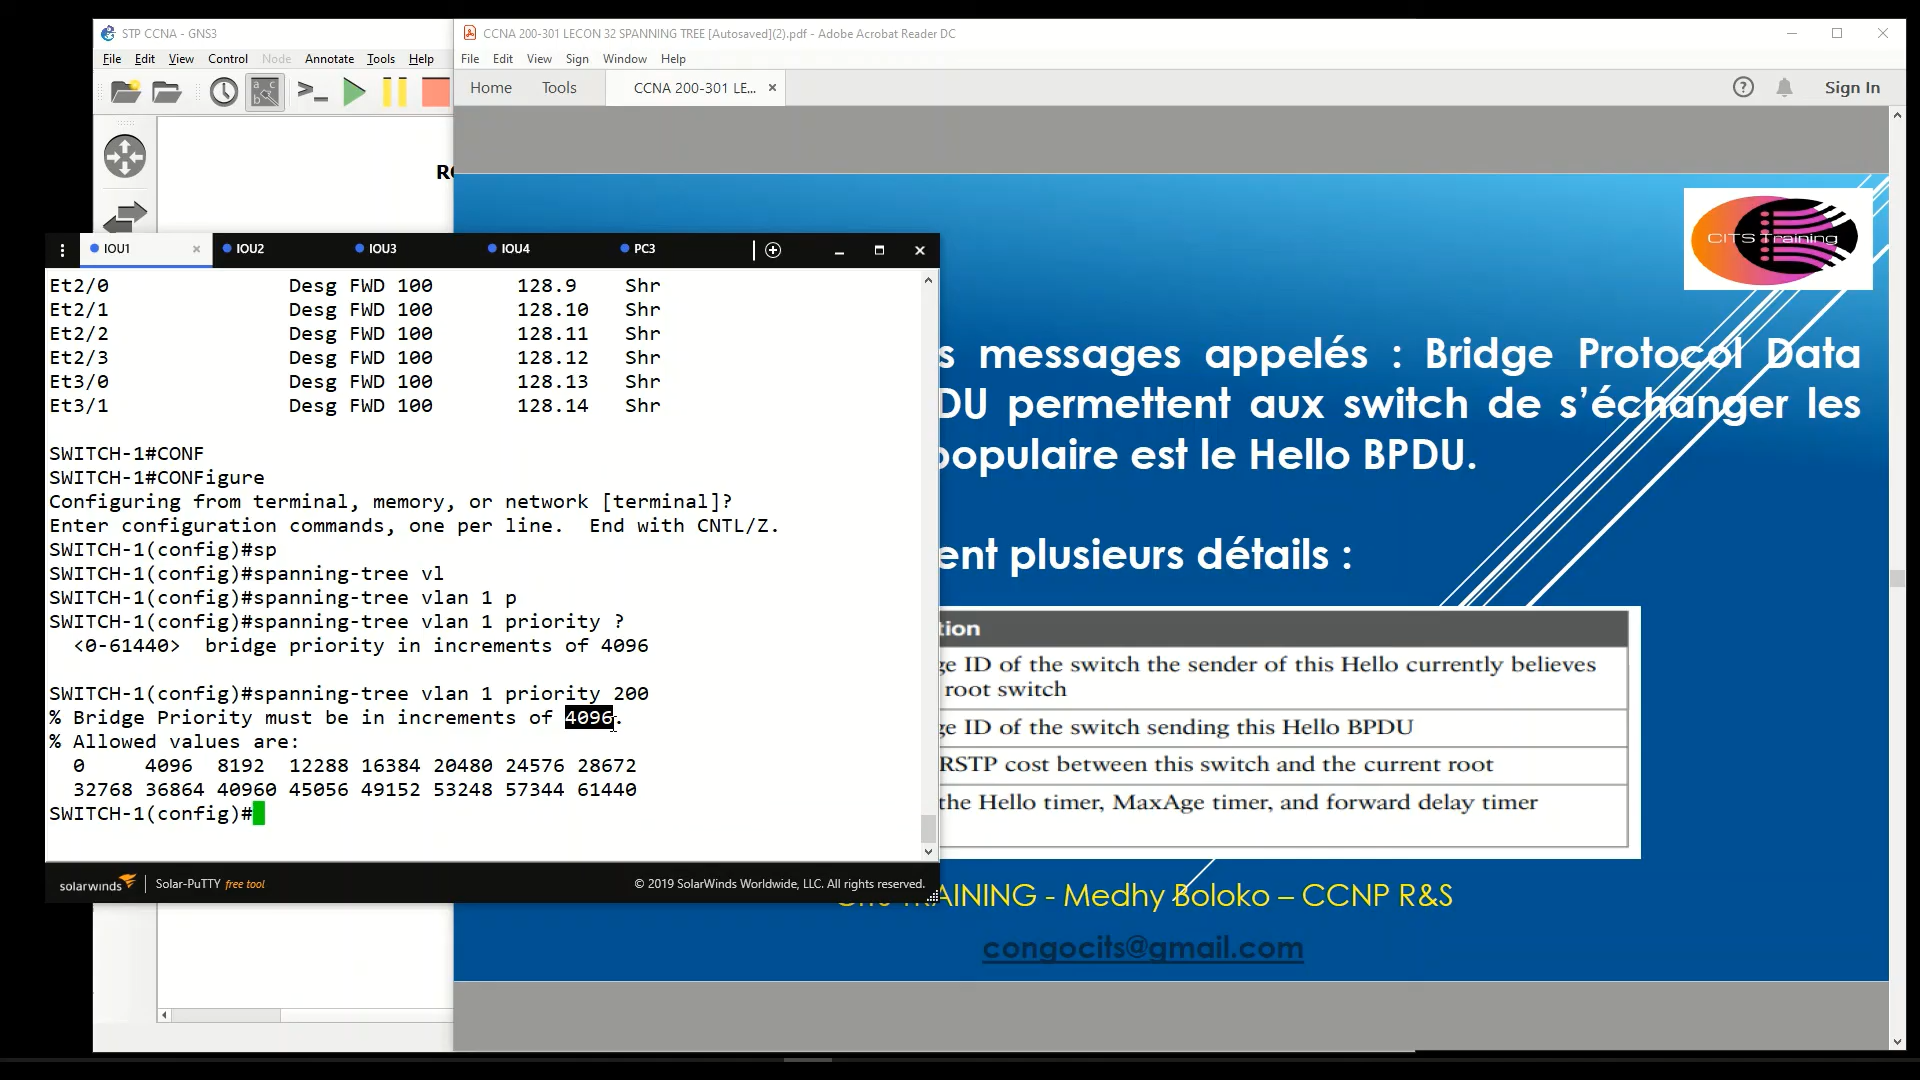 STP CCNA - GNS3
File Edit View Control Node Annotate Tools Help
CCNA 200-301 LECON 32 SPANNING TREE [Autosaved](2).pdf - Adobe Acrobat Reader DC
File Edit View Sign Window Help
Home Tools CCNA 200-301 LE... Sign In
CITS Training
IOU1 IOU2 IOU3 IOU4 PC3
Et2/0 Desg FWD 100 128.9 Shr
Et2/1 Desg FWD 100 128.10 Shr
Et2/2 Desg FWD 100 128.11 Shr
Et2/3 Desg FWD 100 128.12 Shr
Et3/0 Desg FWD 100 128.13 Shr
Et3/1 Desg FWD 100 128.14 Shr
SWITCH-1#CONF
SWITCH-1#CONFigure
Configuring from terminal, memory, or network [terminal]?
Enter configuration commands, one per line. End with CNTL/Z.
SWITCH-1(config)#sp
SWITCH-1(config)#spanning-tree vl
SWITCH-1(config)#spanning-tree vlan 1 p
SWITCH-1(config)#spanning-tree vlan 1 priority ?
<0-61440> bridge priority in increments of 4096
SWITCH-1(config)#spanning-tree vlan 1 priority 200
% Bridge Priority must be in increments of 4096.
% Allowed values are:
0 4096 8192 12288 16384 20480 24576 28672
32768 36864 40960 45056 49152 53248 57344 61440
SWITCH-1(config)#
solarwinds Solar-PuTTY free tool © 2019 SolarWinds Worldwide, LLC. All rights reserved.
s messages appelés : Bridge Protocol Data
DU permettent aux switch de s’échanger les
populaire est le Hello BPDU.
ent plusieurs détails :
tion
ge ID of the switch the sender of this Hello currently believes
root switch
ge ID of the switch sending this Hello BPDU
RSTP cost between this switch and the current root
the Hello timer, MaxAge timer, and forward delay timer
TRAINING - Medhy Boloko – CCNP R&S
congocits@gmail.com